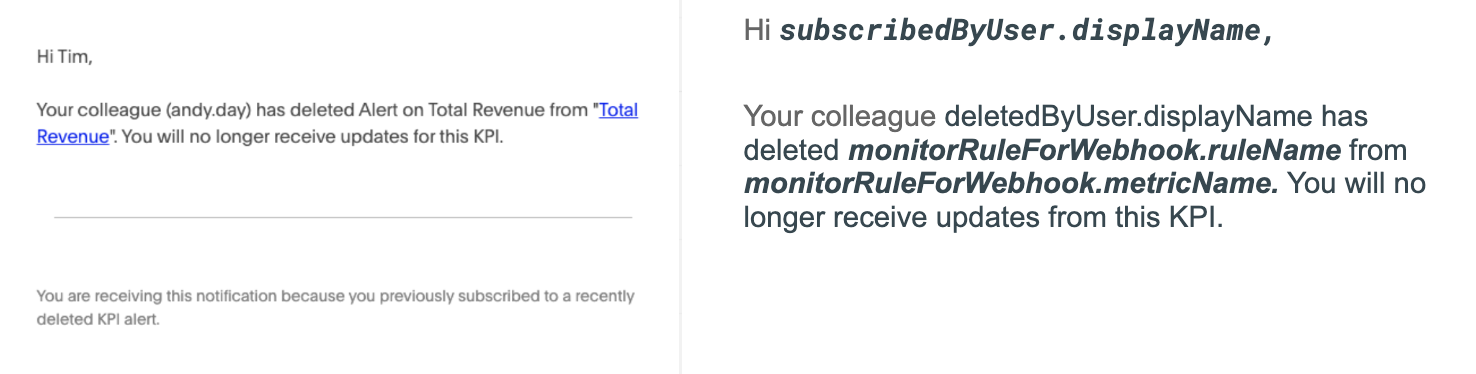 Hi Tim,
Your colleague (andy.day) has deleted Alert on Total Revenue from "Total
Revenue". You will no longer receive updates for this KPI.
You are receiving this notification because you previously subscribed to a recently
deleted KPI alert.
Hi subscribedByUser.displayName,
Your colleague deletedByUser.displayName has
deleted monitorRuleForWebhook.ruleName from
monitorRuleForWebhook.metricName. You will no
longer receive updates from this KPI.